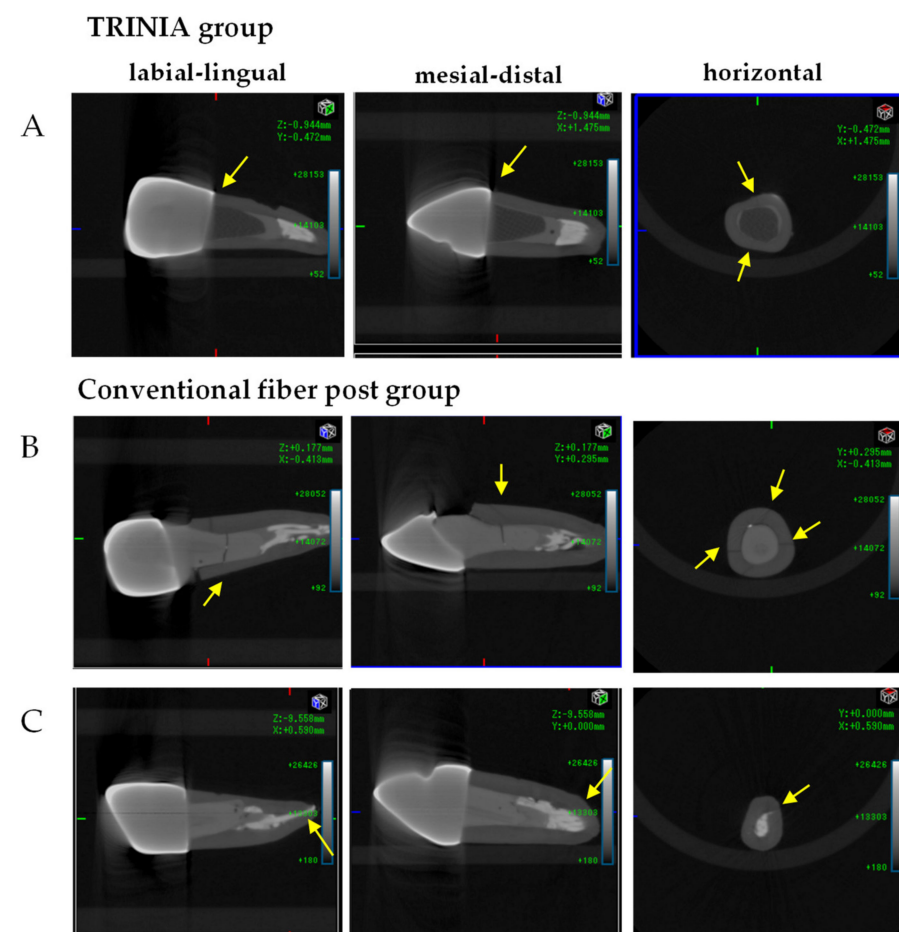 TRINIA group
labial-lingual
mesial-distal
horizontal
A
Z:-0.944mm
Y:-0.472mm
+28153
+14103
+52
Z:-0.944mm
X:+1.475mm
+28153
+14103
+52
Y:-0.472mm
X:+1.475mm
+28153
+14103
+52
Conventional fiber post group
B
Z:+0.177mm
X:-0.413mm
+28052
+14072
+92
Z:+0.177mm
Y:+0.295mm
+28052
+14072
+92
Y:+0.295mm
X:-0.413mm
+28052
+14072
+92
C
Z:-9.558mm
X:+0.590mm
+26426
+13303
+180
Z:-9.558mm
Y:+0.000mm
+26426
+13303
+180
Y:+0.000mm
X:+0.590mm
+26426
+13303
+180